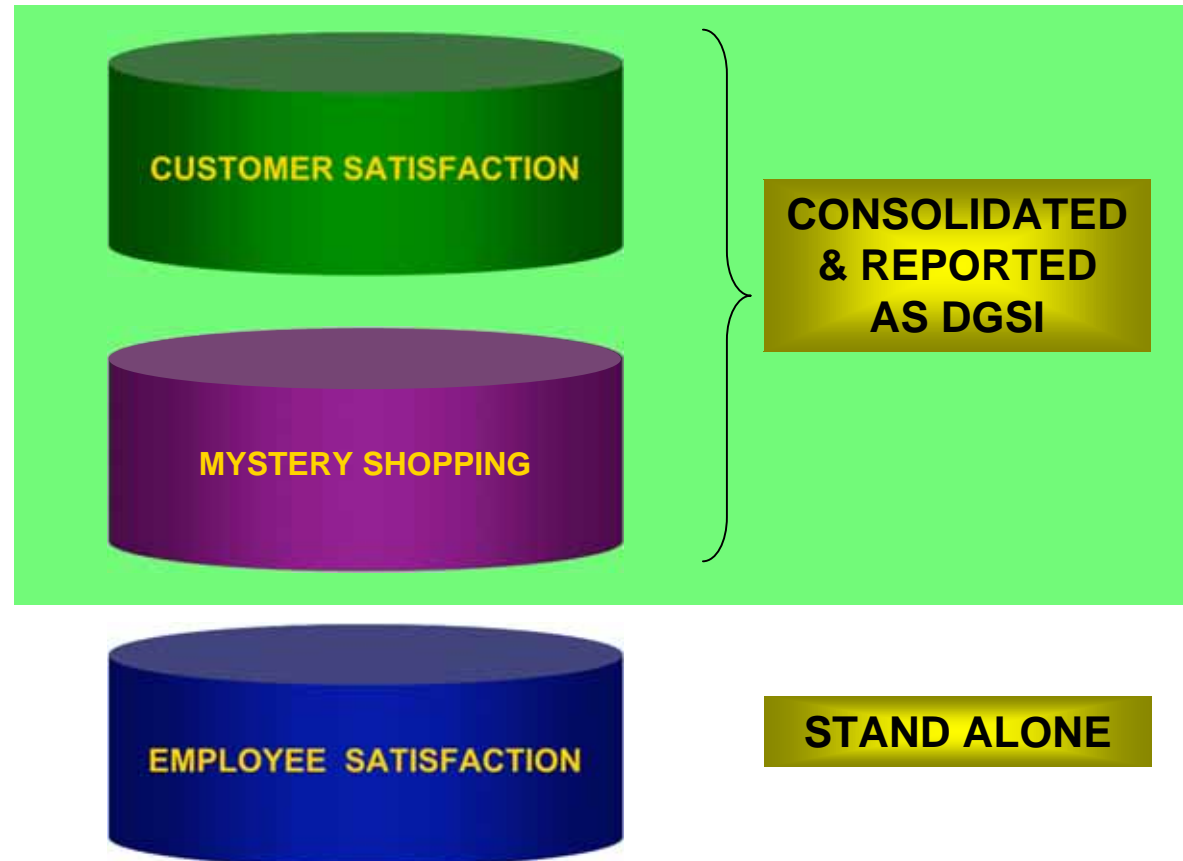 CUSTOMER SATISFACTION
CONSOLIDATED
& REPORTED
AS DGSI
MYSTERY SHOPPING
EMPLOYEE SATISFACTION
STAND ALONE